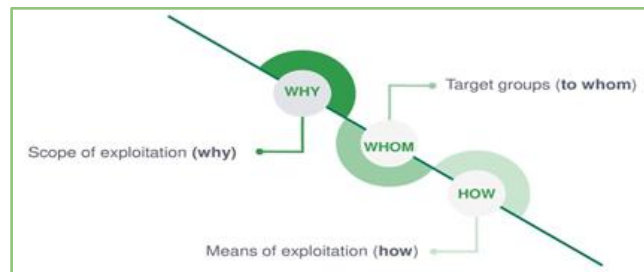 WHY
Target groups (to whom)
WHOM
Scope of exploitation (why)
HOW
Means of exploitation (how)